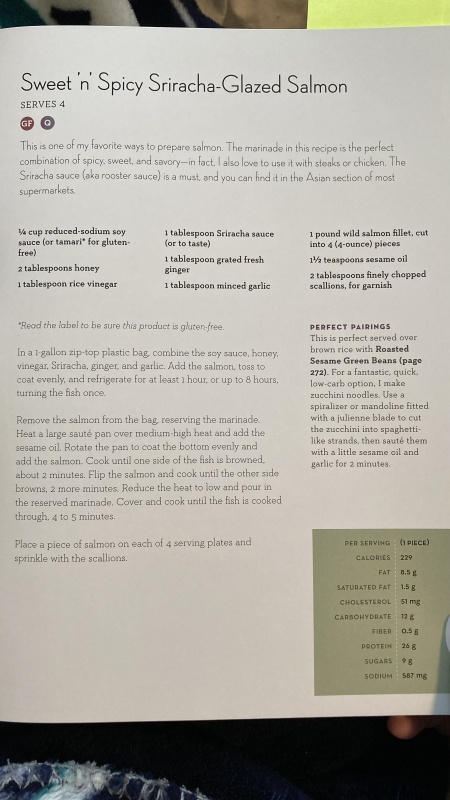 Sweet 'n' Spicy Sriracha-Glazed Salmon
SERVES 4
GF Q
This is one of my favorite ways to prepare salmon. The marinade in this recipe is the perfect
combination of spicy, sweet, and savory—in fact, I also love to use it with steaks or chicken. The
Sriracha sauce (aka rooster sauce) is a must, and you can find it in the Asian section of most
supermarkets.
¼ cup reduced-sodium soy
sauce (or tamari* for gluten-
free)
2 tablespoons honey
1 tablespoon rice vinegar
1 tablespoon Sriracha sauce
(or to taste)
1 tablespoon grated fresh
ginger
1 tablespoon minced garlic
1 pound wild salmon fillet, cut
into 4 (4-ounce) pieces
1½ teaspoons sesame oil
2 tablespoons finely chopped
scallions, for garnish
*Read the label to be sure this product is gluten-free.
In a 1-gallon zip-top plastic bag, combine the soy sauce, honey,
vinegar, Sriracha, ginger, and garlic. Add the salmon, toss to
coat evenly, and refrigerate for at least 1 hour, or up to 8 hours,
turning the fish once.
Remove the salmon from the bag, reserving the marinade.
Heat a large sauté pan over medium-high heat and add the
sesame oil. Rotate the pan to coat the bottom evenly and
add the salmon. Cook until one side of the fish is browned,
about 2 minutes. Flip the salmon and cook until the other side
browns, 2 more minutes. Reduce the heat to low and pour in
the reserved marinade. Cover and cook until the fish is cooked
through, 4 to 5 minutes.
Place a piece of salmon on each of 4 serving plates and
sprinkle with the scallions.
PERFECT PAIRINGS
This is perfect served over
brown rice with Roasted
Sesame Green Beans (page
272). For a fantastic, quick,
low-carb option, I make
zucchini noodles. Use a
spiralizer or mandoline fitted
with a julienne blade to cut
the zucchini into spaghetti-
like strands, then sauté them
with a little sesame oil and
garlic for 2 minutes.
PER SERVING (1 PIECE)
CALORIES 229
FAT 8.5 g
SATURATED FAT 1.5 g
CHOLESTEROL 51 mg
CARBOHYDRATE 12 g
FIBER 0.5 g
PROTEIN 26 g
SUGARS 9 g
SODIUM 587 mg